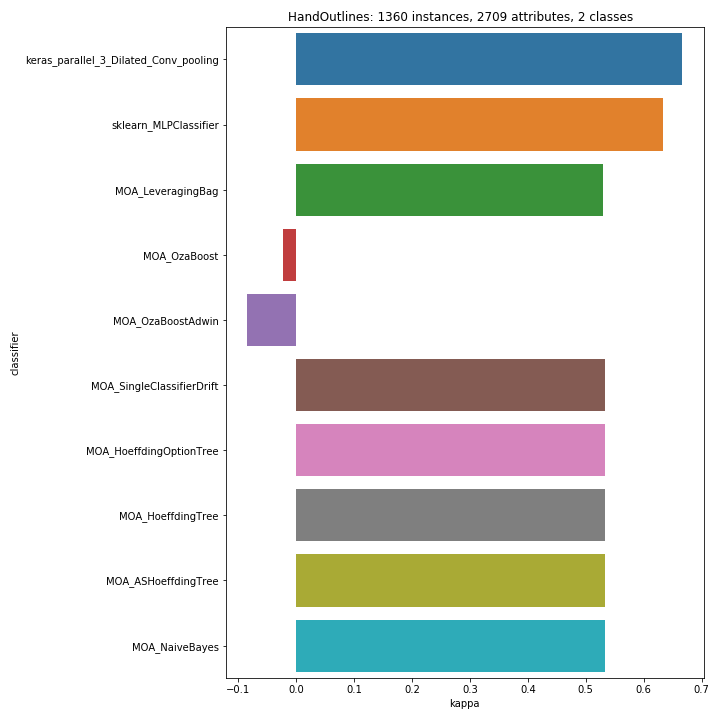 HandOutlines: 1360 instances, 2709 attributes, 2 classes
keras_parallel_3_Dilated_Conv_pooling
sklearn_MLPClassifier
MOA_LeveragingBag
MOA_OzaBoost
MOA_OzaBoostAdwin
classifier
MOA_SingleClassifierDrift
MOA_HoeffdingOptionTree
MOA_HoeffdingTree
MOA_ASHoeffdingTree
MOA_NaiveBayes
−0.1 0.0 0.1 0.2 0.3 0.4 0.5 0.6 0.7
kappa